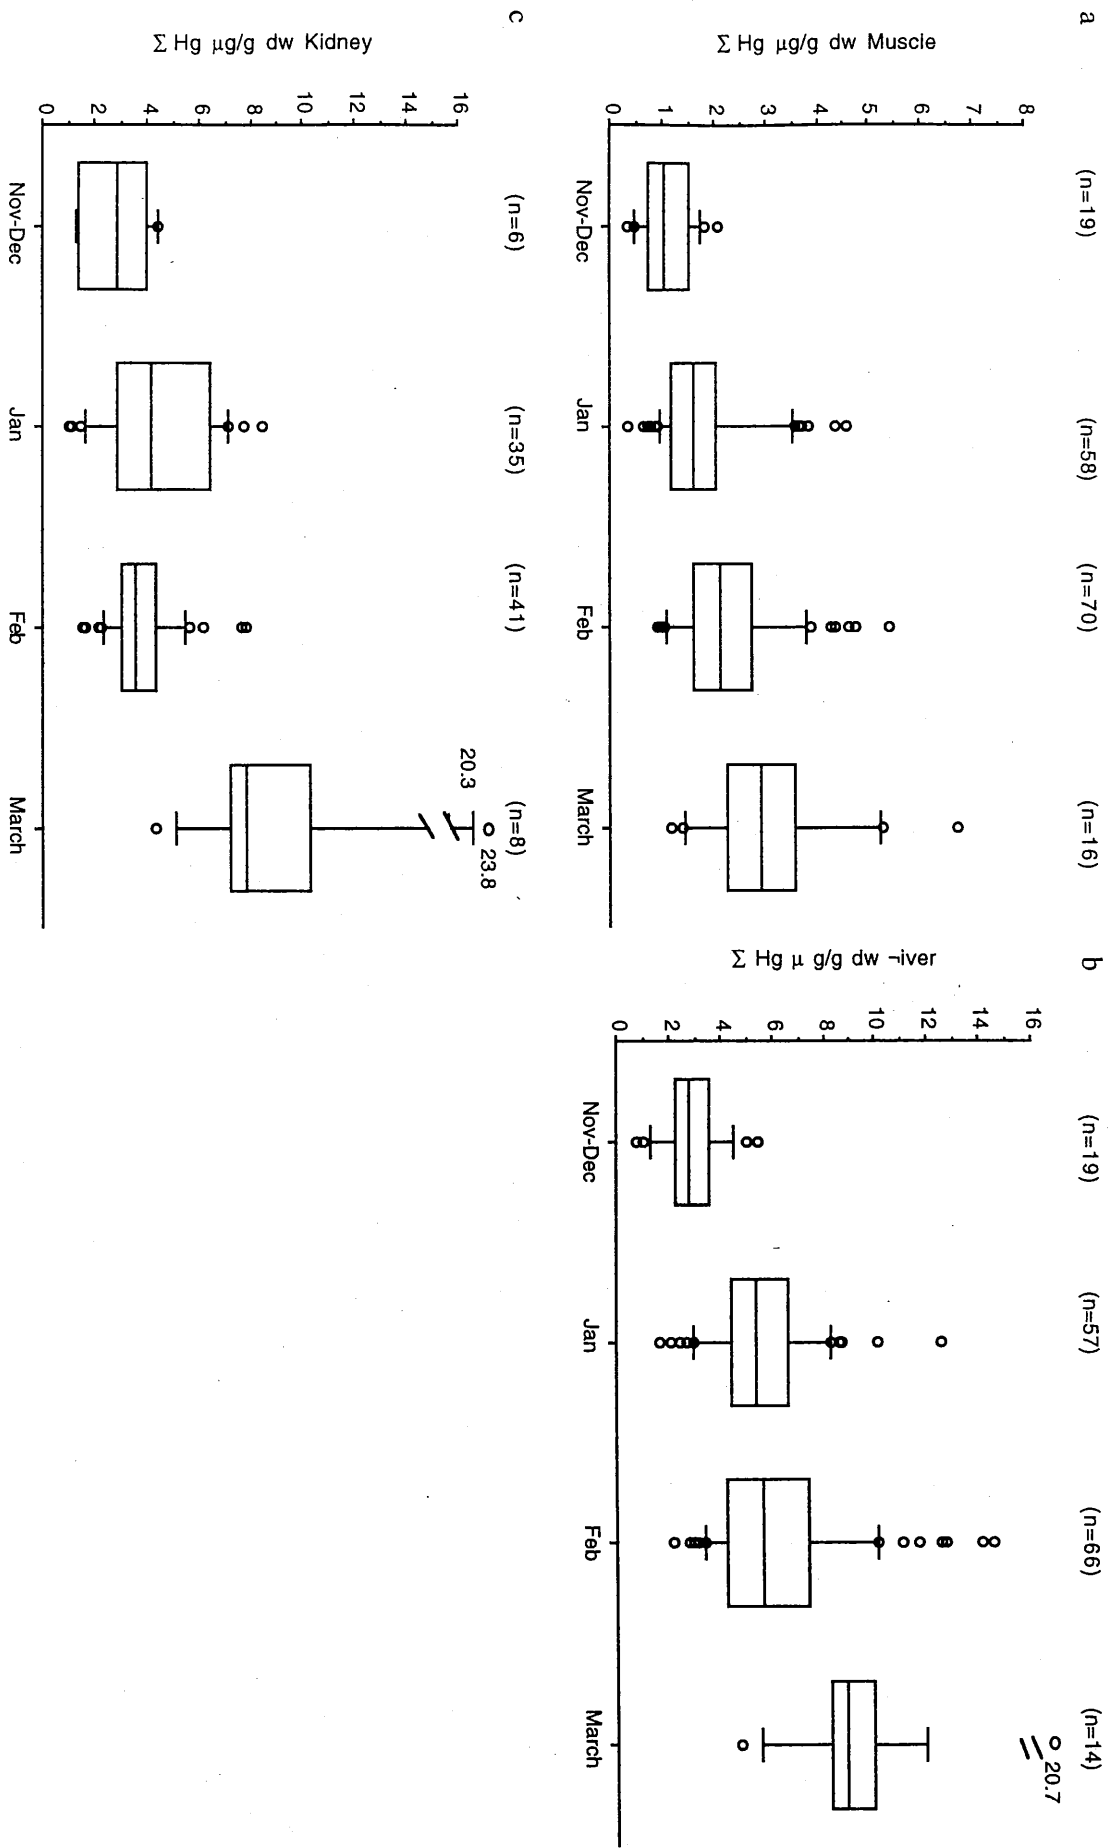 a
(n=19) (n=58) (n=70) (n=16)
Σ Hg µg/g dw Muscie
8
7
6
5
4
3
2
1
0
Nov-Dec Jan Feb March
b
(n=19) (n=57) (n=66) (n=14)
20.7
Σ Hg µ g/g dw ¬iver
16
14
12
10
8
6
4
2
0
Nov-Dec Jan Feb March
c
(n=6) (n=35) (n=41) (n=8)
20.3 23.8
Σ Hg µg/g dw Kidney
16
14
12
10
8
6
4
2
0
Nov-Dec Jan Feb March